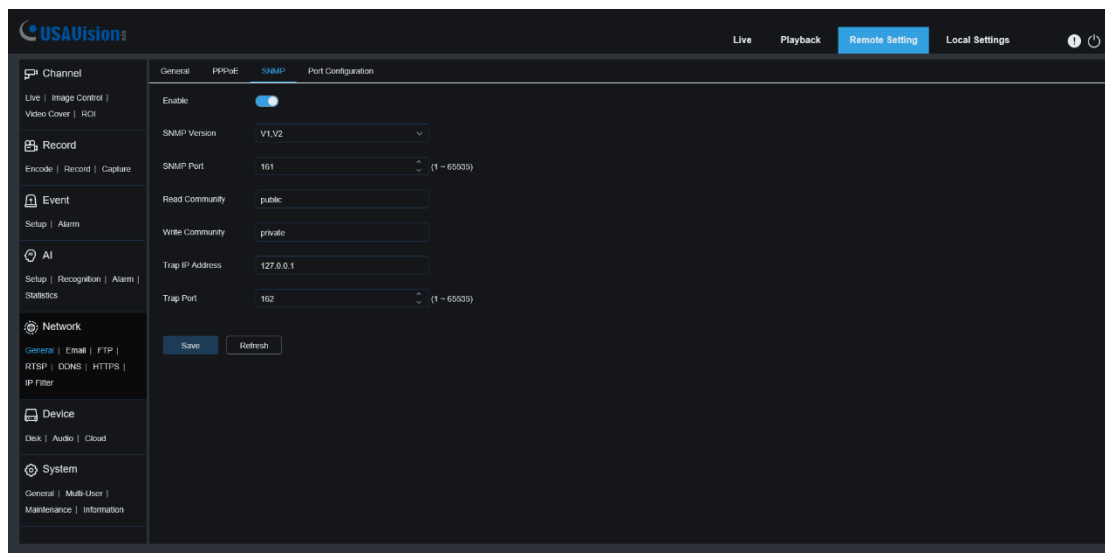 USAVision
Live Playback Remote Setting Local Settings
Channel
Live | Image Control |
Video Cover | ROI
Record
Encode | Record | Capture
Event
Setup | Alarm
AI
Setup | Recognition | Alarm |
Statistics
Network
General | Email | FTP |
RTSP | DDNS | HTTPS |
IP Filter
Device
Disk | Audio | Cloud
System
General | Multi-User |
Maintenance | Information
General PPPoE SNMP Port Configuration
Enable
SNMP Version V1,V2
SNMP Port 161 (1 ~ 65535)
Read Community public
Write Community private
Trap IP Address 127.0.0.1
Trap Port 162 (1 ~ 65535)
Save Refresh